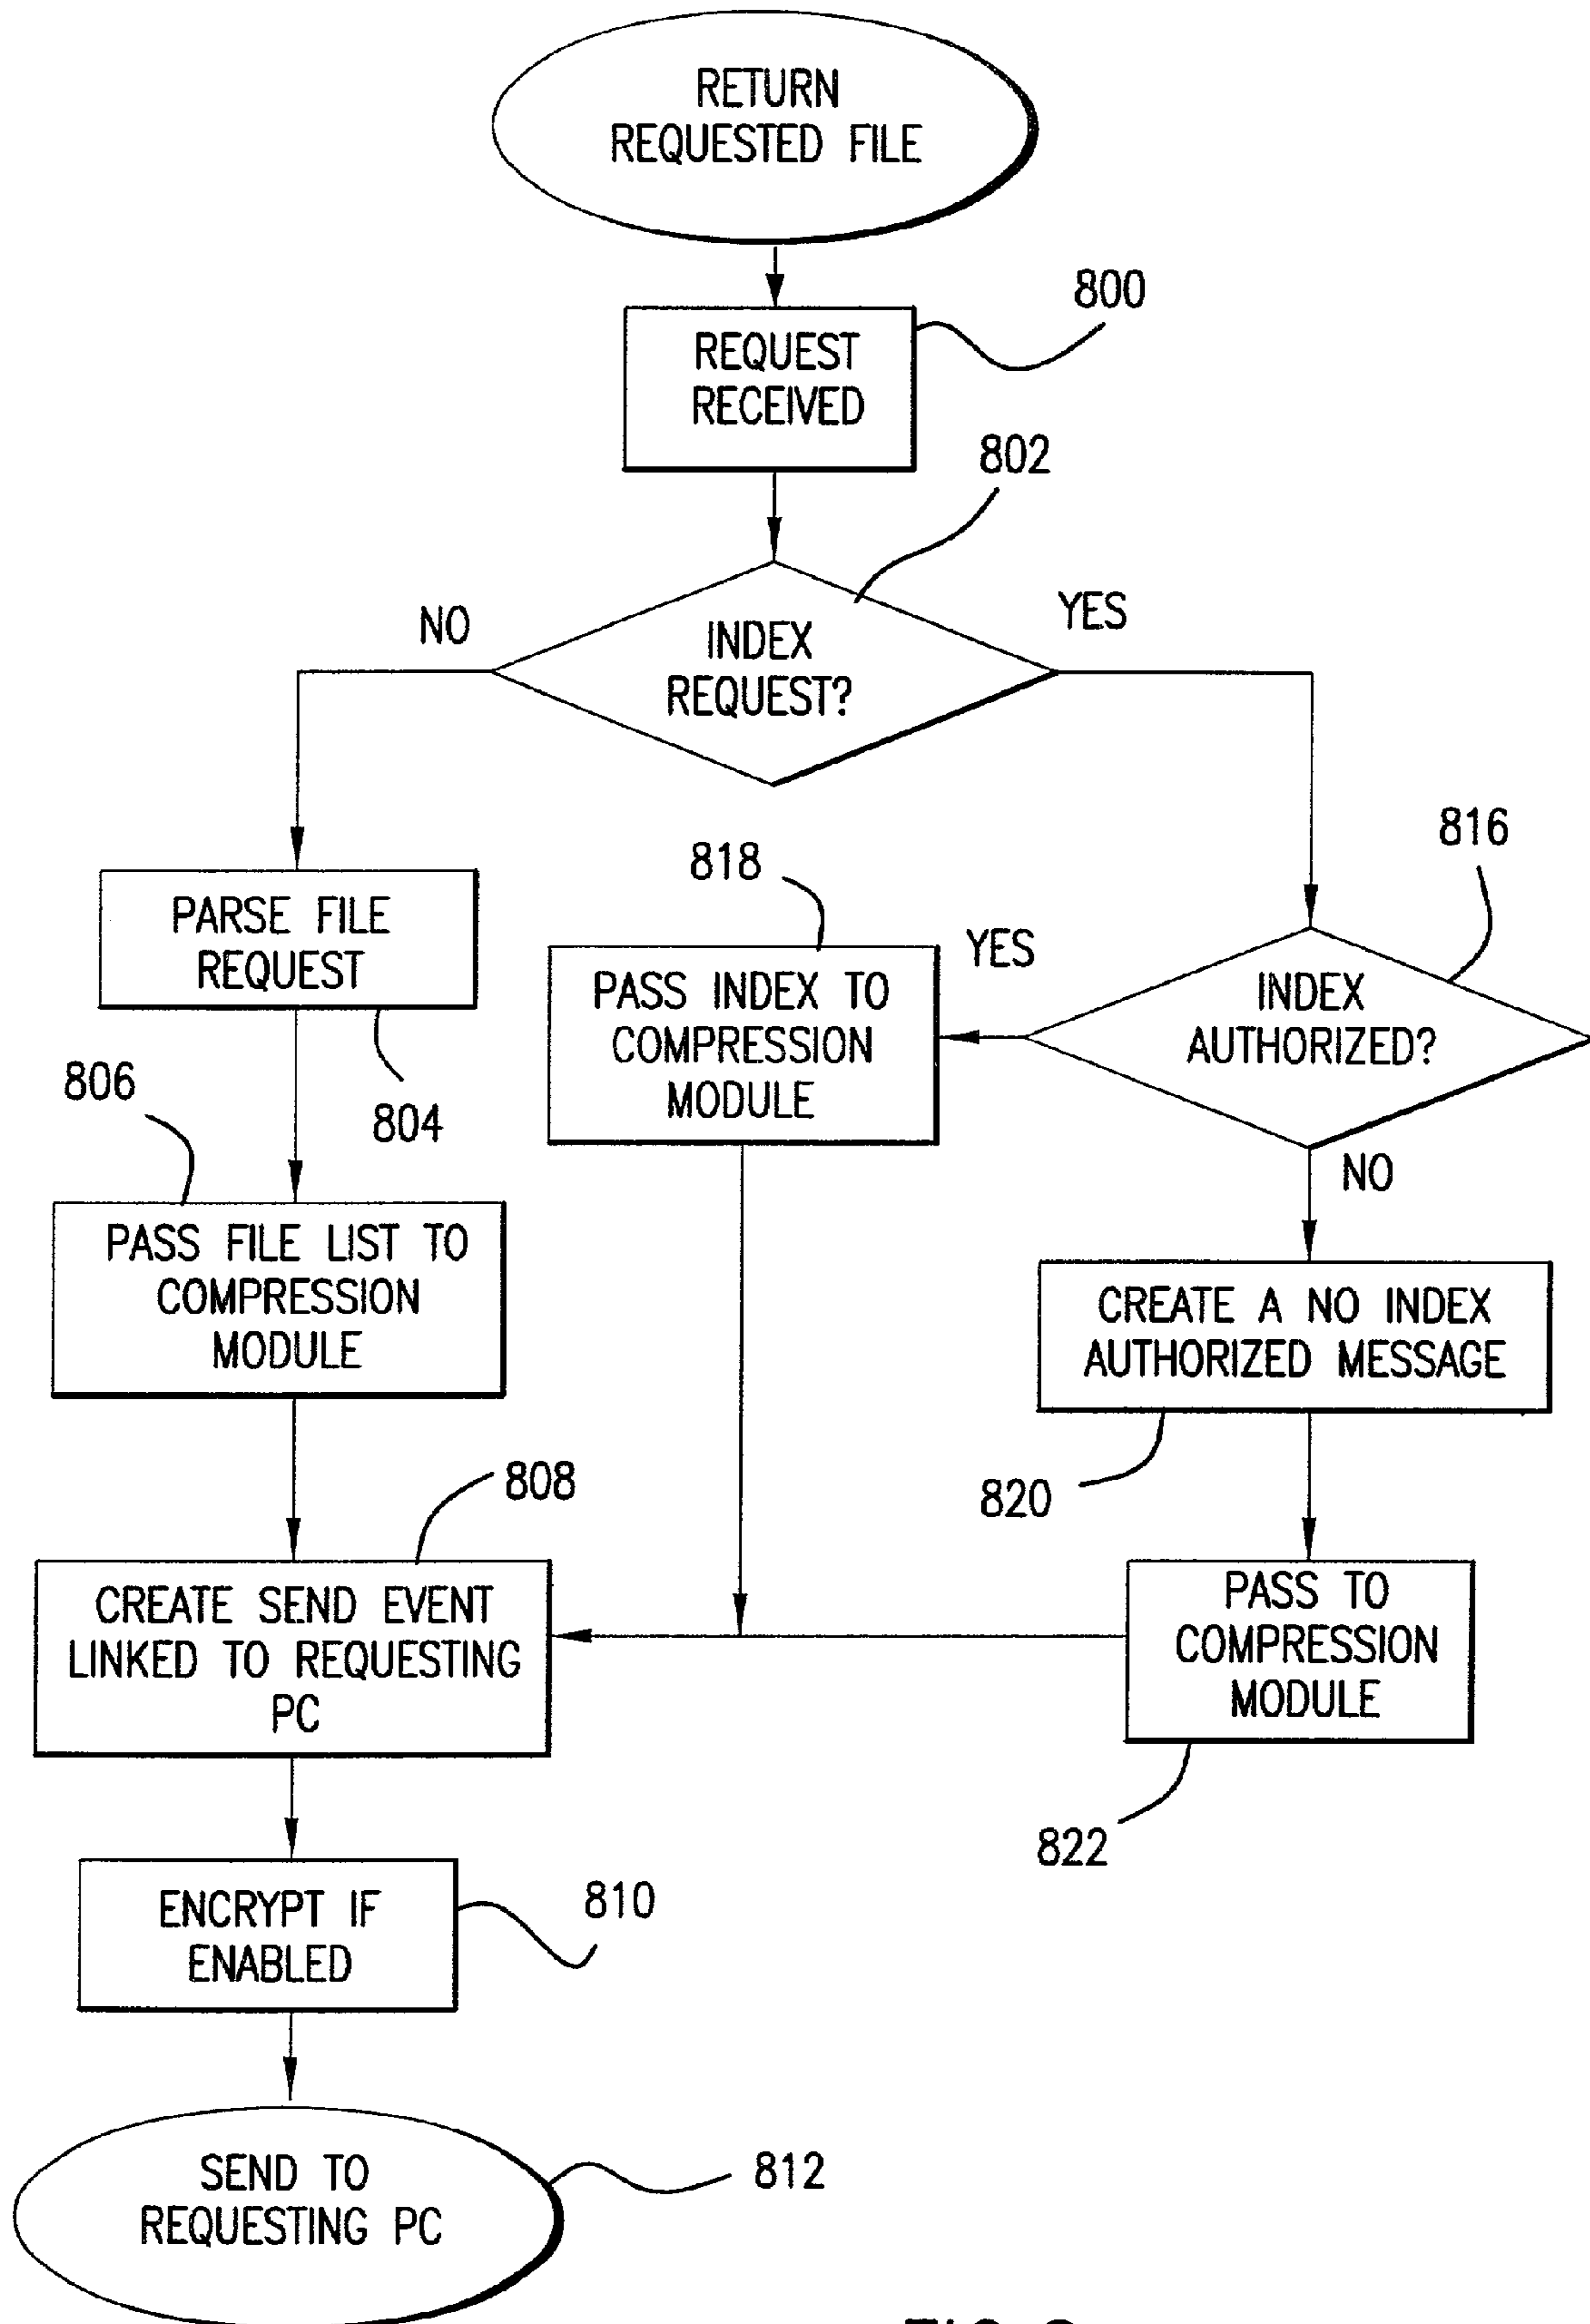 RETURN
REQUESTED FILE
800
REQUEST
RECEIVED
802
NO
YES
INDEX
REQUEST?
816
818
PARSE FILE
REQUEST
YES
PASS INDEX TO
COMPRESSION
MODULE
INDEX
AUTHORIZED?
806
804
NO
PASS FILE LIST TO
COMPRESSION
MODULE
CREATE A NO INDEX
AUTHORIZED MESSAGE
808
820
CREATE SEND EVENT
LINKED TO REQUESTING
PC
PASS TO
COMPRESSION
MODULE
822
ENCRYPT IF
ENABLED
810
SEND TO
REQUESTING PC
812